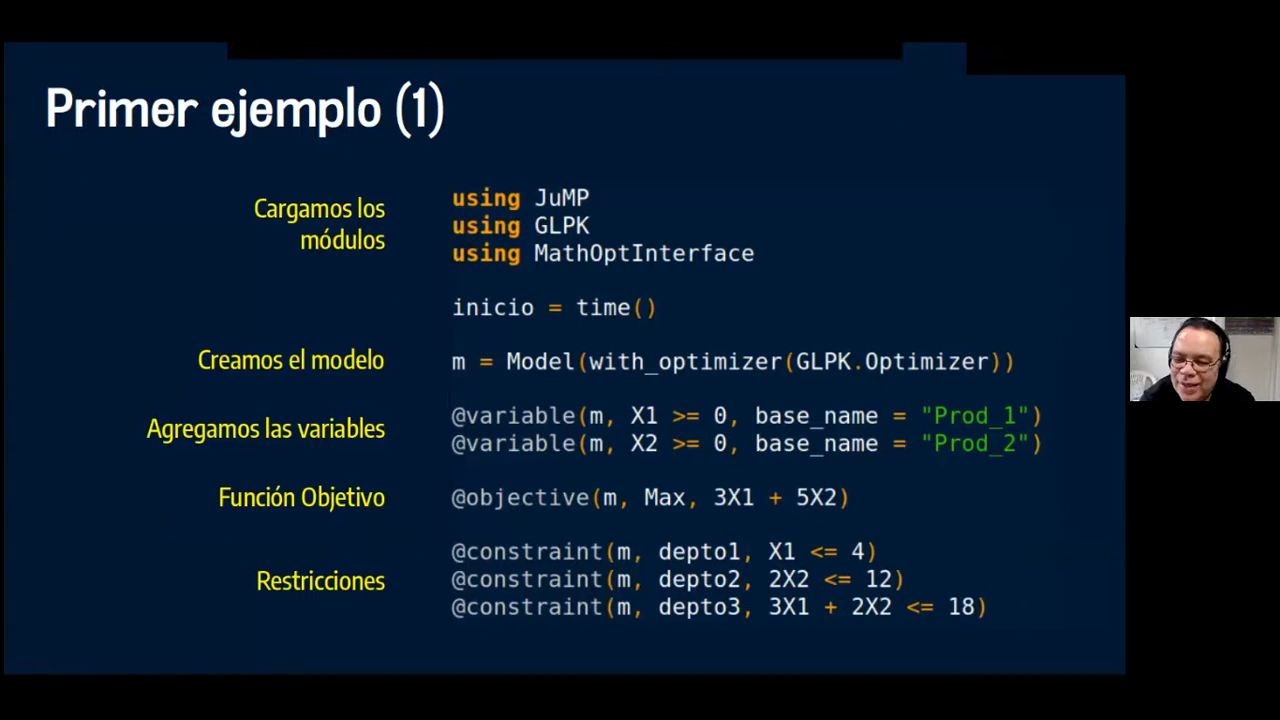 Primer ejemplo (1)
Cargamos los
módulos
using JuMP
using GLPK
using MathOptInterface
inicio = time()
Creamos el modelo
m = Model(with_optimizer(GLPK.Optimizer))
Agregamos las variables
@variable(m, X1 >= 0, base_name = "Prod_1")
@variable(m, X2 >= 0, base_name = "Prod_2")
Función Objetivo
@objective(m, Max, 3X1 + 5X2)
Restricciones
@constraint(m, depto1, X1 <= 4)
@constraint(m, depto2, 2X2 <= 12)
@constraint(m, depto3, 3X1 + 2X2 <= 18)